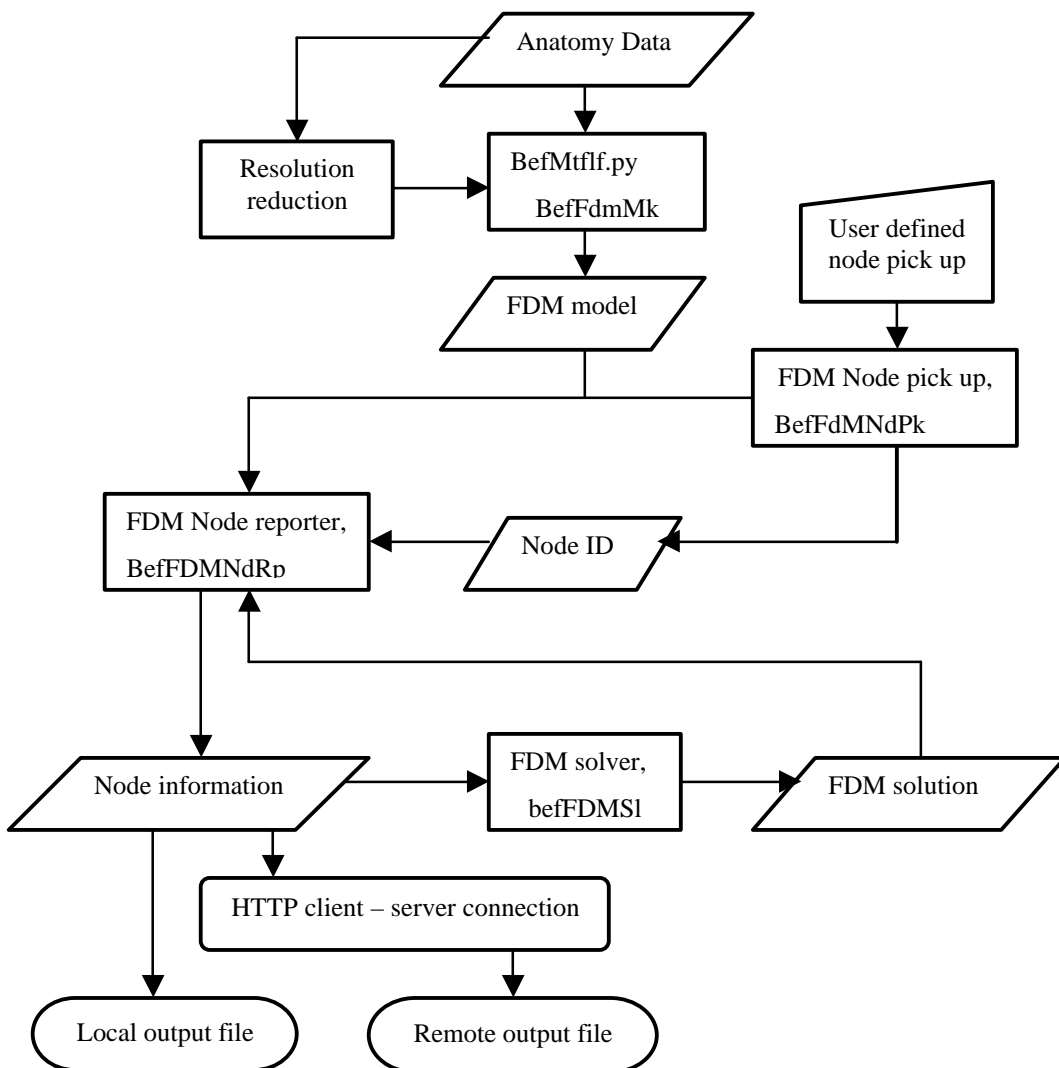 Anatomy Data
Resolution
reduction
BefMtflf.py
BefFdmMk
User defined
node pick up
FDM model
FDM Node pick up,
BefFdMNdPk
FDM Node reporter,
BefFDMNdRp
Node ID
Node information
FDM solver,
befFDMSl
FDM solution
HTTP client – server connection
Local output file
Remote output file